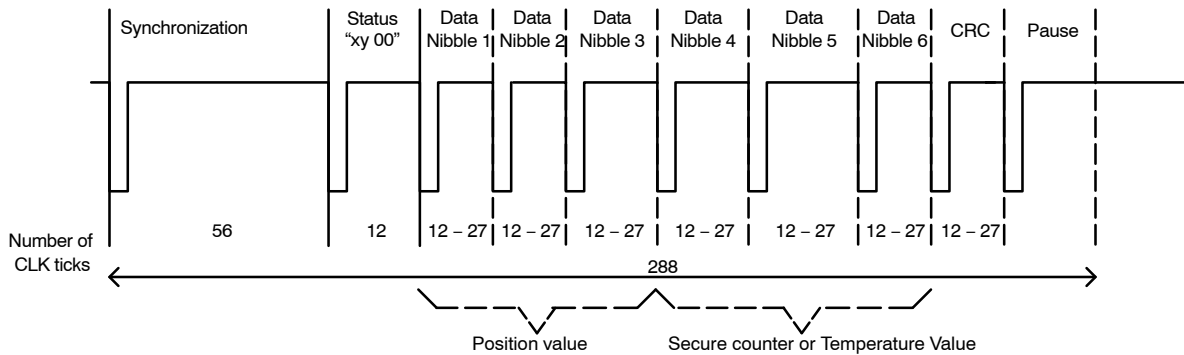 Synchronization
Status
“xy 00”
Data
Nibble 1
Data
Nibble 2
Data
Nibble 3
Data
Nibble 4
Data
Nibble 5
Data
Nibble 6
CRC
Pause
Number of
CLK ticks
56
12
12 − 27
12 − 27
12 − 27
12 − 27
12 − 27
12 − 27
12 − 27
288
Position value
Secure counter or Temperature Value